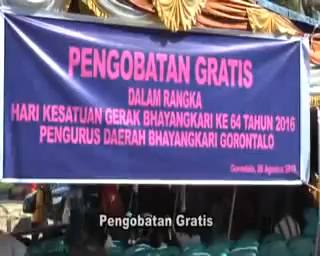 PENGOBATAN GRATIS
DALAM RANGKA
HARI KESATUAN GERAK BHAYANGKARI KE 64 TAHUN 2016
PENGURUS DAERAH BHAYANGKARI GORONTALO
Gorontalo, 26 Agustus 2016
Pengobatan Gratis